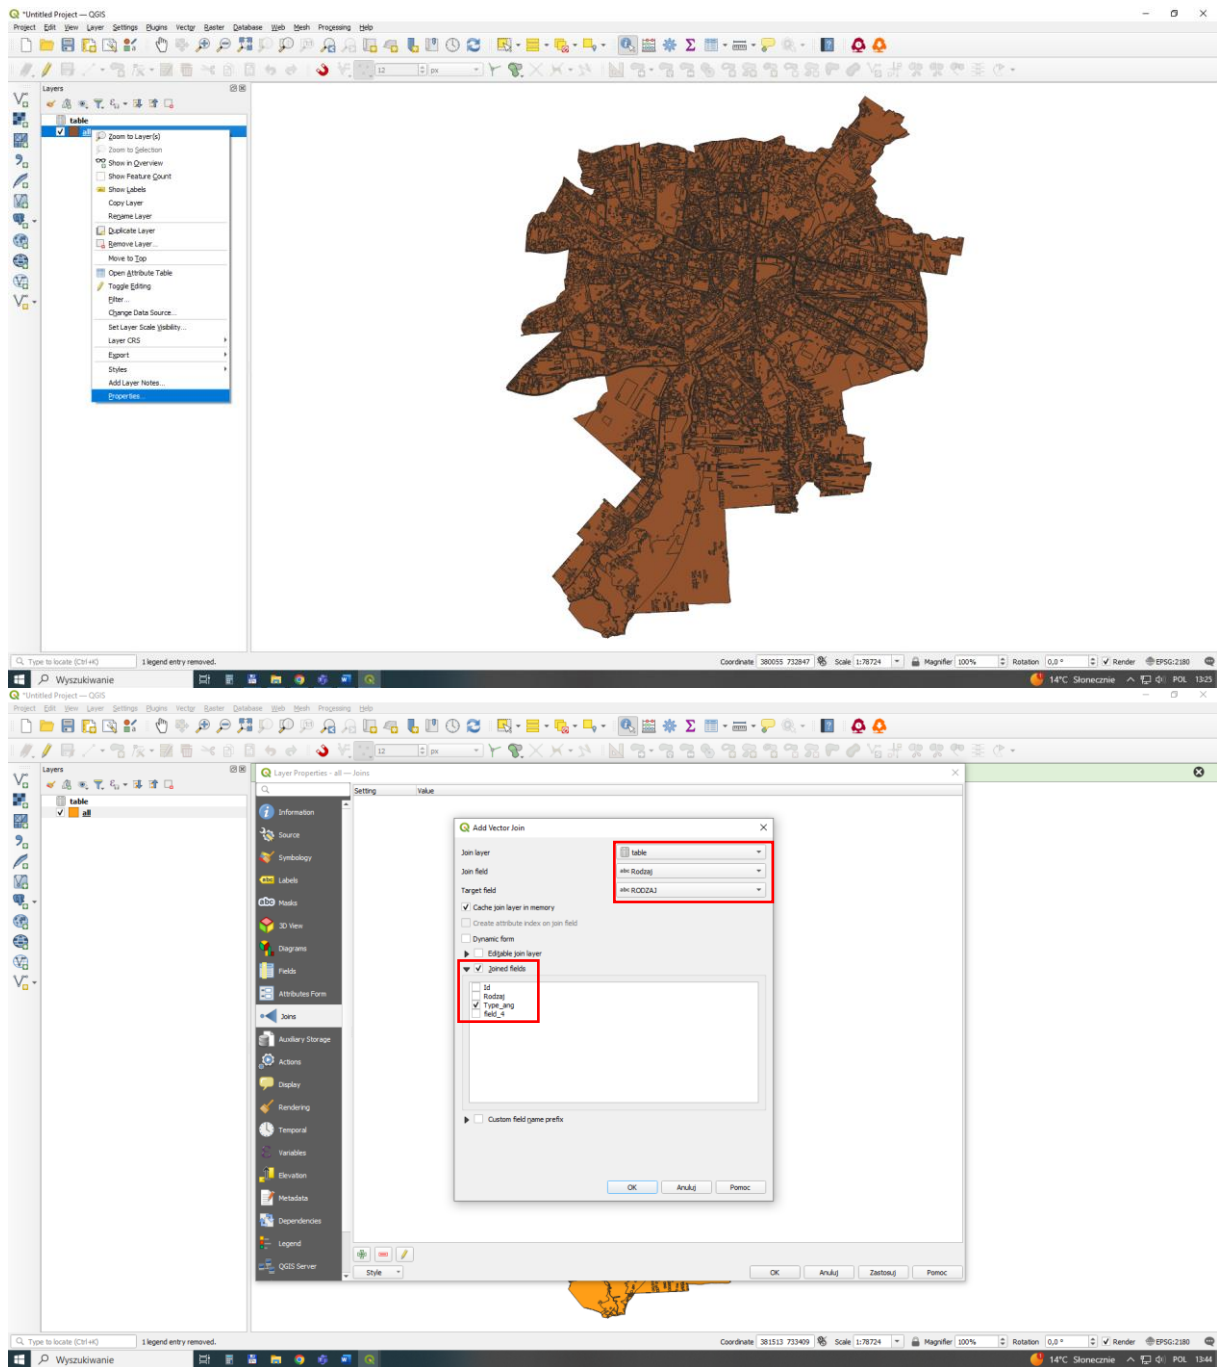 *Untitled Project — QGIS
Project Edit View Layer Settings Plugins Vector Raster Database Web Mesh Processing Help
12 px
Layers
table
all
Zoom to Layer(s)
Zoom to Selection
Show in Overview
Show Feature Count
Show Labels
Copy Layer
Rename Layer
Duplicate Layer
Remove Layer...
Move to Top
Open Attribute Table
Toggle Editing
Filter...
Change Data Source...
Set Layer Scale Visibility...
Layer CRS
Export
Styles
Add Layer Notes...
Properties...
Type to locate (Ctrl+K) 1 legend entry removed. Coordinate 380055 732847 Scale 1:78724 Magnifier 100% Rotation 0,0 ° Render EPSG:2180
Wyszukiwanie 14°C Słonecznie POL 13:25
*Untitled Project — QGIS
Project Edit View Layer Settings Plugins Vector Raster Database Web Mesh Processing Help
12 px
Layers
table
all
Layer Properties - all — Joins
Setting Value
Information
Source
Symbology
abc Labels
abc Masks
3D View
Diagrams
Fields
Attributes Form
Joins
Auxiliary Storage
Actions
Display
Rendering
Temporal
Variables
Elevation
Metadata
Dependencies
Legend
QGIS Server
Add Vector Join
Join layer table
Join field abc Rodzaj
Target field abc RODZAJ
Cache join layer in memory
Create attribute index on join field
Dynamic form
Editable join layer
Joined fields
Id
Rodzaj
Type_ang
field_4
Custom field name prefix
OK Anuluj Pomoc
Style OK Anuluj Zastosuj Pomoc
Type to locate (Ctrl+K) 1 legend entry removed. Coordinate 381513 733409 Scale 1:78724 Magnifier 100% Rotation 0,0 ° Render EPSG:2180
Wyszukiwanie 14°C Słonecznie POL 13:44